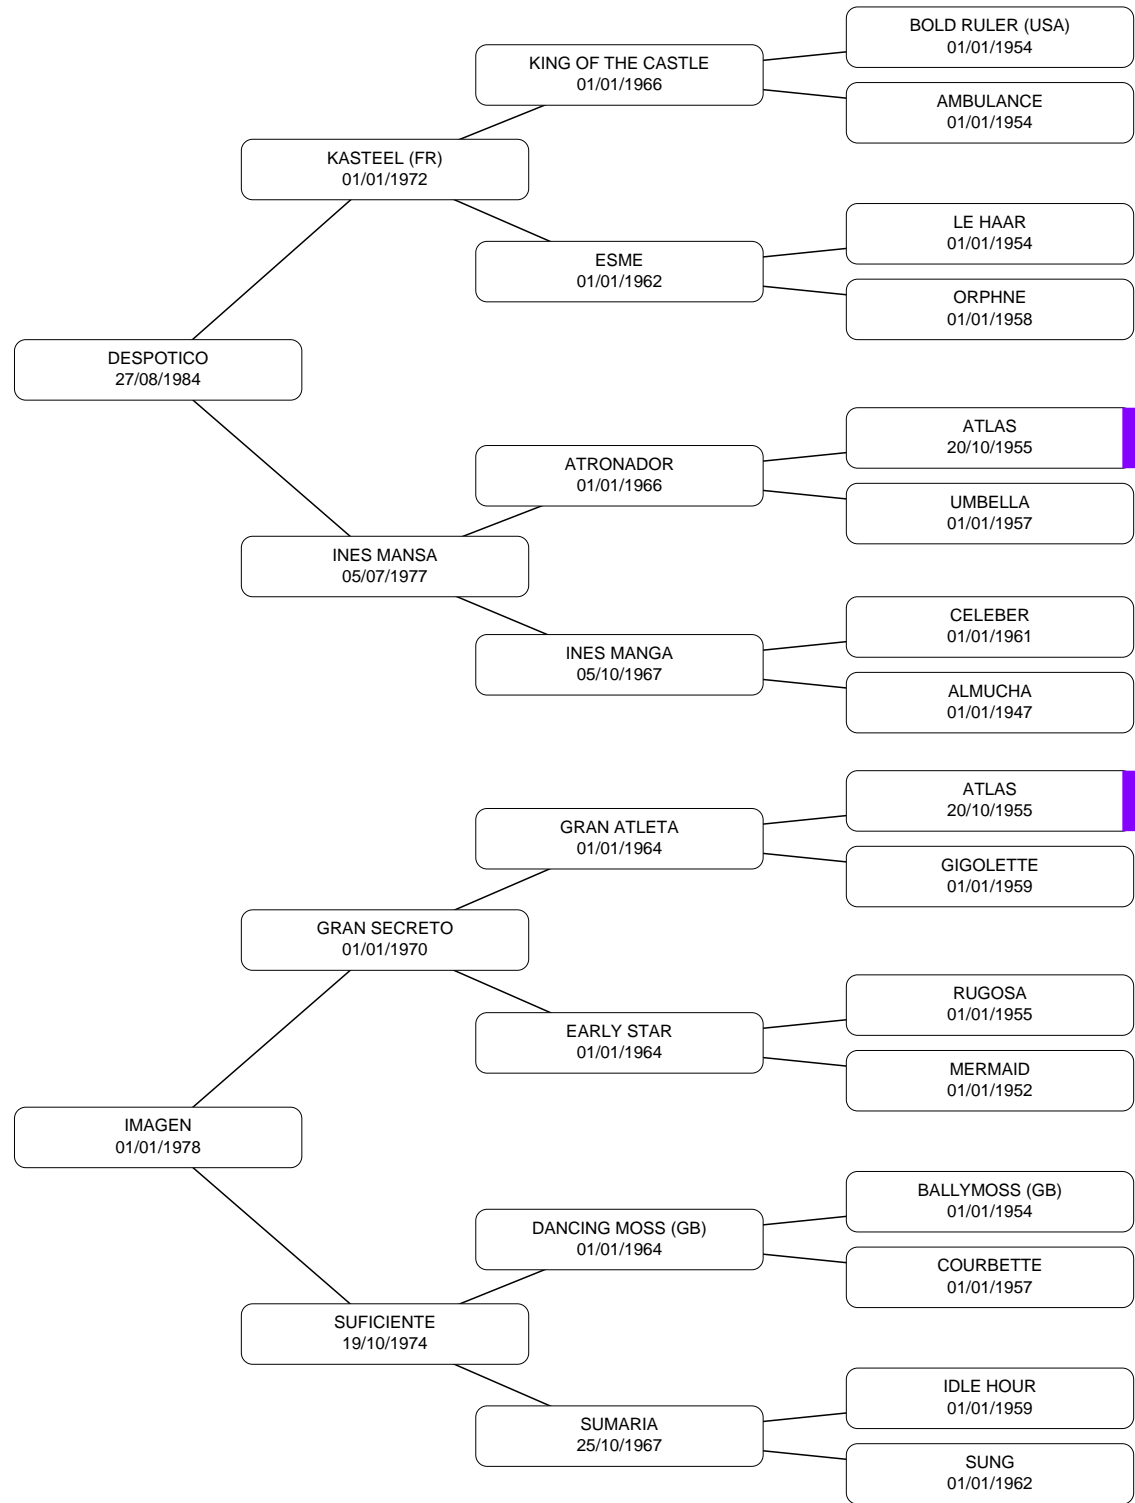 BOLD RULER (USA)
01/01/1954
KING OF THE CASTLE
01/01/1966
AMBULANCE
01/01/1954
KASTEEL (FR)
01/01/1972
LE HAAR
01/01/1954
ESME
01/01/1962
ORPHNE
01/01/1958
DESPOTICO
27/08/1984
ATLAS
20/10/1955
ATRONADOR
01/01/1966
UMBELLA
01/01/1957
INES MANSA
05/07/1977
CELEBER
01/01/1961
INES MANGA
05/10/1967
ALMUCHA
01/01/1947
ATLAS
20/10/1955
GRAN ATLETA
01/01/1964
GIGOLETTE
01/01/1959
GRAN SECRETO
01/01/1970
RUGOSA
01/01/1955
EARLY STAR
01/01/1964
MERMAID
01/01/1952
IMAGEN
01/01/1978
BALLYMOSS (GB)
01/01/1954
DANCING MOSS (GB)
01/01/1964
COURBETTE
01/01/1957
SUFICIENTE
19/10/1974
IDLE HOUR
01/01/1959
SUMARIA
25/10/1967
SUNG
01/01/1962